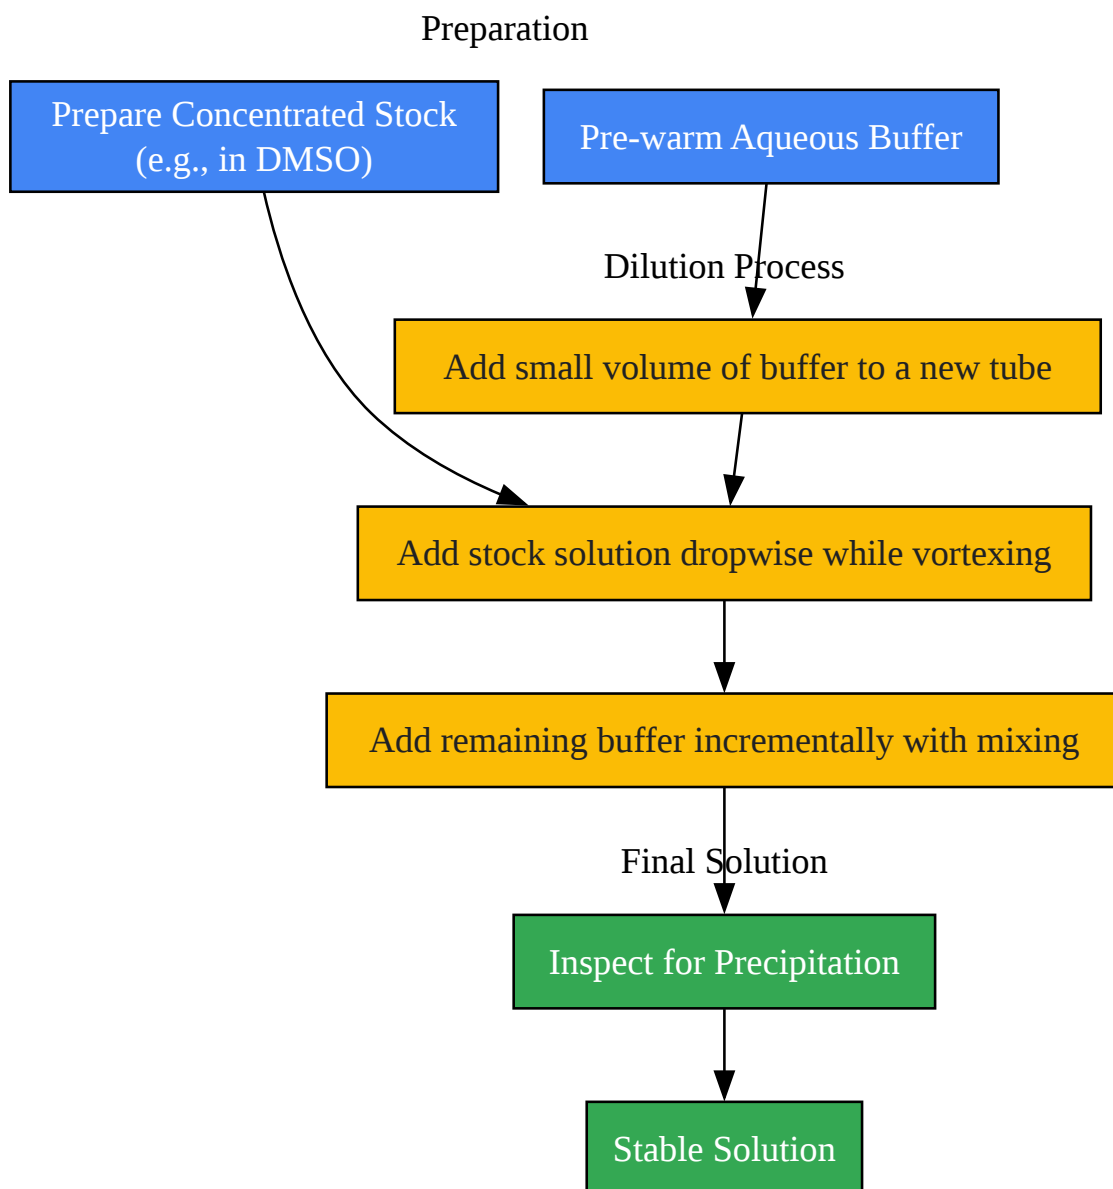 Preparation
Prepare Concentrated Stock
(e.g., in DMSO)
Pre-warm Aqueous Buffer
Dilution Process
Add small volume of buffer to a new tube
Add stock solution dropwise while vortexing
Add remaining buffer incrementally with mixing
Final Solution
Inspect for Precipitation
Stable Solution